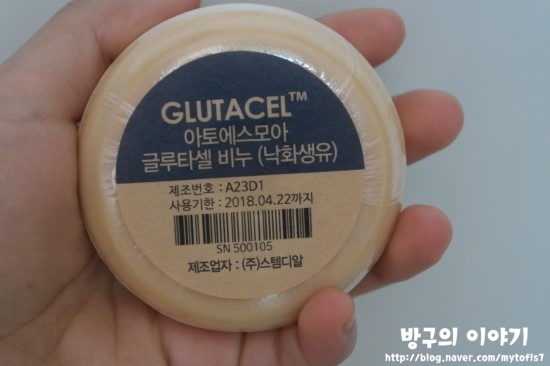 GLUTACEL™
아토에스모아
글루타셀 비누 (낙화생유)
제조번호 : A23D1
사용기한 : 2018.04.22까지
SN 500105
제조업자 : (주)스템디알
방구의 이야기
http://blog.naver.com/mytofls7